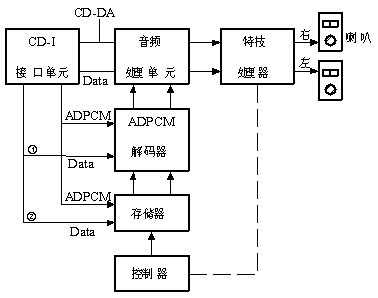 CD-DA
CD-I
接口单元
音频
处理单元
特技
处理器
右
左
喇叭
Data
ADPCM
ADPCM
解码器
①
Data
ADPCM
存储器
②
Data
控制器